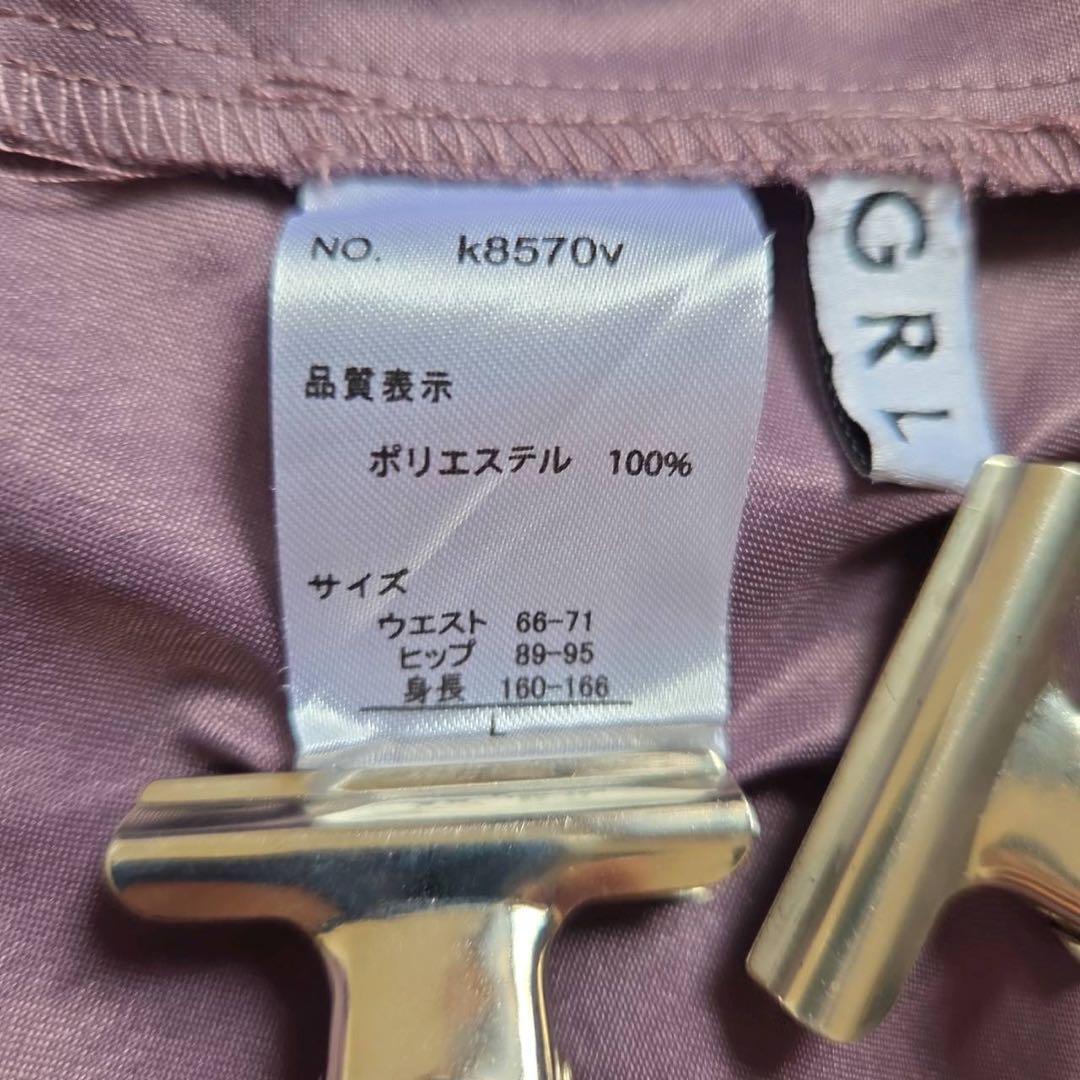 NO. k8570v
品質表示
ポリエステル 100%
サイズ
ウエスト 66-71
ヒップ 89-95
身長 160-166
L
GRL